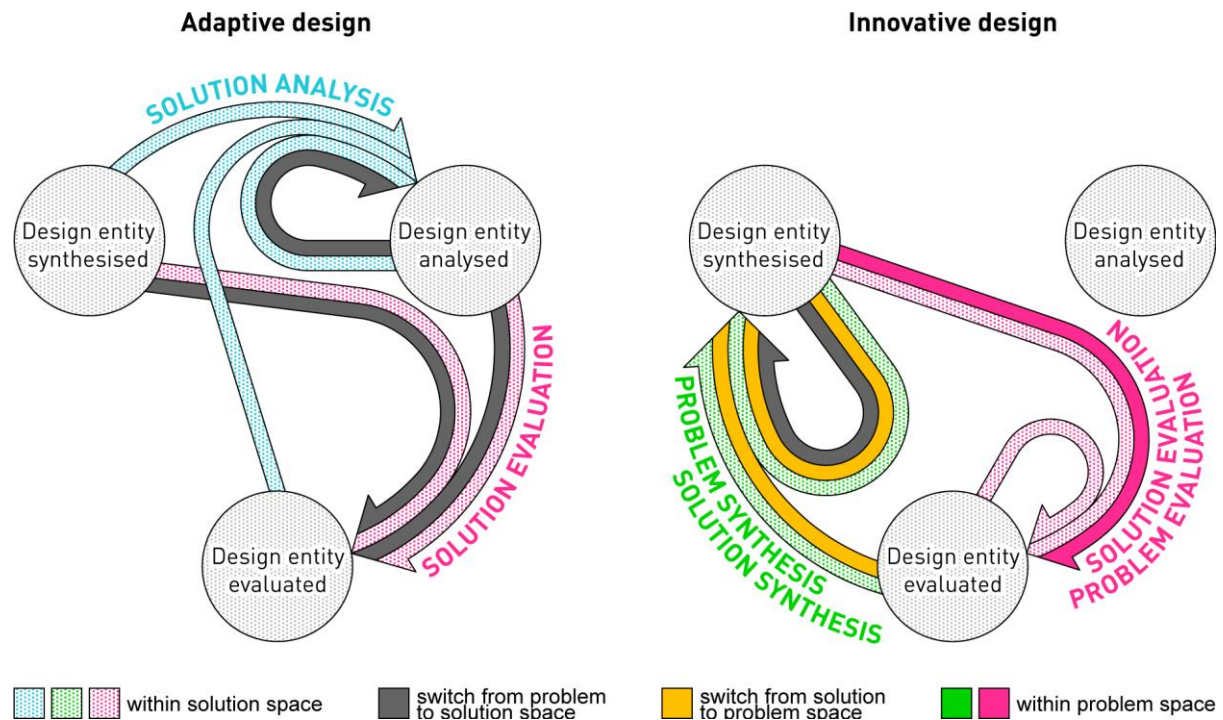 Adaptive design
Innovative design
SOLUTION ANALYSIS
Design entity
synthesised
Design entity
analysed
SOLUTION EVALUATION
Design entity
evaluated
Design entity
synthesised
Design entity
analysed
PROBLEM SYNTHESIS
SOLUTION SYNTHESIS
SOLUTION EVALUATION
PROBLEM EVALUATION
Design entity
evaluated
within solution space
switch from problem
to solution space
switch from solution
to problem space
within problem space